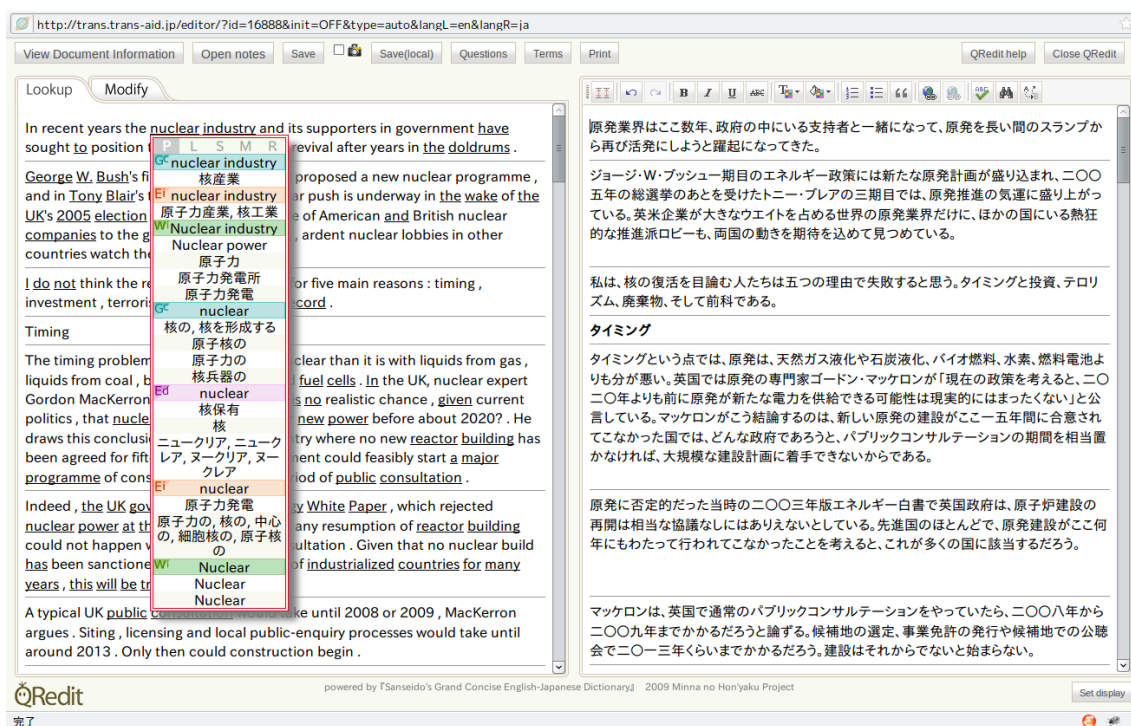 http://trans.trans-aid.jp/editor/?id=16888&init=OFF&type=auto&langL=en&langR=ja
View Document Information Open notes Save Save(local) Questions Terms Print QRedit help Close QRedit
Lookup Modify
In recent years the nuclear industry and its supporters in government have
sought to position revival after years in the doldrums .
George W. Bush's fi proposed a new nuclear programme ,
and in Tony Blair's ar push is underway in the wake of the
UK's 2005 election e of American and British nuclear
companies to the g , ardent nuclear lobbies in other
countries watch the
I do not think the re or five main reasons : timing ,
investment , terroris cord .
Timing
The timing problem clear than it is with liquids from gas ,
liquids from coal , b fuel cells . In the UK, nuclear expert
Gordon MacKerron s no realistic chance , given current
politics , that nucle new power before about 2020? . He
draws this conclusi try where no new reactor building has
been agreed for fift ent could feasibly start a major
programme of cons iod of public consultation .
Indeed , the UK gov y White Paper , which rejected
nuclear power at th any resumption of reactor building
could not happen w sultation . Given that no nuclear build
has been sanctione of industrialized countries for many
years , this will be tr
A typical UK public consultation would take until 2008 or 2009 , MacKerron
argues . Siting , licensing and local public-enquiry processes would take until
around 2013 . Only then could construction begin .
P L S M R
Gc nuclear industry
核産業
Ei nuclear industry
原子力産業, 核工業
Wi Nuclear industry
Nuclear power
原子力
原子力発電所
原子力発電
Gc nuclear
核の, 核を形成する
原子核の
原子力の
核兵器の
Ed nuclear
核保有
核
ニュークリア, ニューク
レア, ヌークリア, ヌー
クレア
Ei nuclear
原子力発電
原子力の, 核の, 中心
の, 細胞核の, 原子核
の
Wi Nuclear
Nuclear
Nuclear
原発業界はここ数年、政府の中にいる支持者と一緒になって、原発を長い間のスランプか
ら再び活発にしようと躍起になってきた。
ジョージ・W・ブッシュ一期目のエネルギー政策には新たな原発計画が盛り込まれ、二〇〇
五年の総選挙のあとを受けたトニー・ブレアの三期目では、原発推進の気運に盛り上がっ
ている。英米企業が大きなウエイトを占める世界の原発業界だけに、ほかの国にいる熱狂
的な推進派ロビーも、両国の動きを期待を込めて見つめている。
私は、核の復活を目論む人たちは五つの理由で失敗すると思う。タイミングと投資、テロリ
ズム、廃棄物、そして前科である。
タイミング
タイミングという点では、原発は、天然ガス液化や石炭液化、バイオ燃料、水素、燃料電池よ
りも分が悪い。英国では原発の専門家ゴードン・マッケロンが「現在の政策を考えると、二〇
二〇年よりも前に原発が新たな電力を供給できる可能性は現実的にはまったくない」と公
言している。マッケロンがこう結論するのは、新しい原発の建設がここ一五年間に合意され
てこなかった国では、どんな政府であろうと、パブリックコンサルテーションの期間を相当置
かなければ、大規模な建設計画に着手できないからである。
原発に否定的だった当時の二〇〇三年版エネルギー白書で英国政府は、原子炉建設の
再開は相当な協議なしにはありえないとしている。先進国のほとんどで、原発建設がここ何
年にもわたって行われてこなかったことを考えると、これが多くの国に該当するだろう。
マッケロンは、英国で通常のパブリックコンサルテーションをやっていたら、二〇〇八年から
二〇〇九年までかかるだろうと論ずる。候補地の選定、事業免許の発行や候補地での公聴
会で二〇一三年くらいまでかかるだろう。建設はそれからでないと始まらない。
QRedit
powered by 『Sanseido's Grand Concise English-Japanese Dictionary』 2009 Minna no Hon'yaku Project
Set display
完了